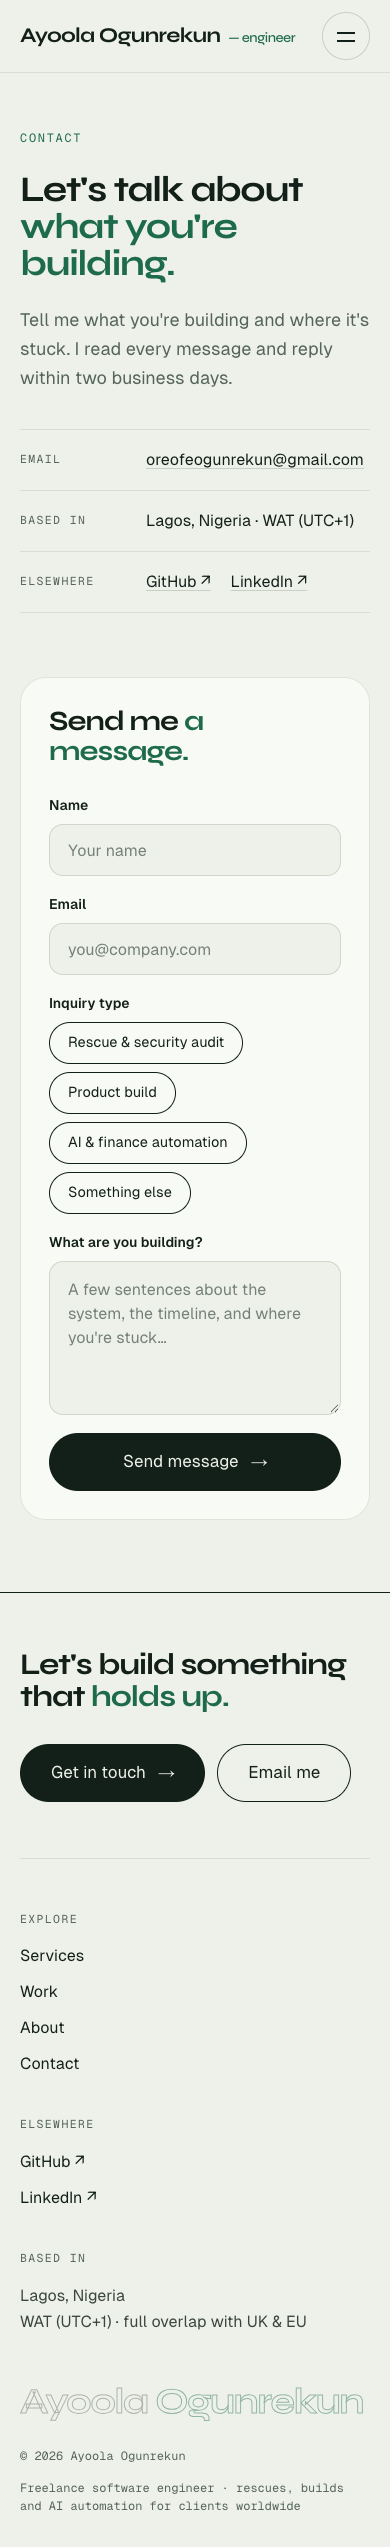 Ayoola Ogunrekun — engineer
CONTACT
Let's talk about
what you're
building.
Tell me what you're building and where it's
stuck. I read every message and reply
within two business days.
EMAIL oreofeogunrekun@gmail.com
BASED IN Lagos, Nigeria · WAT (UTC+1)
ELSEWHERE GitHub ↗ LinkedIn ↗
Send me a
message.
Name
Your name
Email
you@company.com
Inquiry type
Rescue & security audit
Product build
AI & finance automation
Something else
What are you building?
A few sentences about the
system, the timeline, and where
you're stuck…
Send message →
Let's build something
that holds up.
Get in touch → Email me
EXPLORE
Services
Work
About
Contact
ELSEWHERE
GitHub ↗
LinkedIn ↗
BASED IN
Lagos, Nigeria
WAT (UTC+1) · full overlap with UK & EU
Ayoola Ogunrekun
© 2026 Ayoola Ogunrekun
Freelance software engineer · rescues, builds
and AI automation for clients worldwide